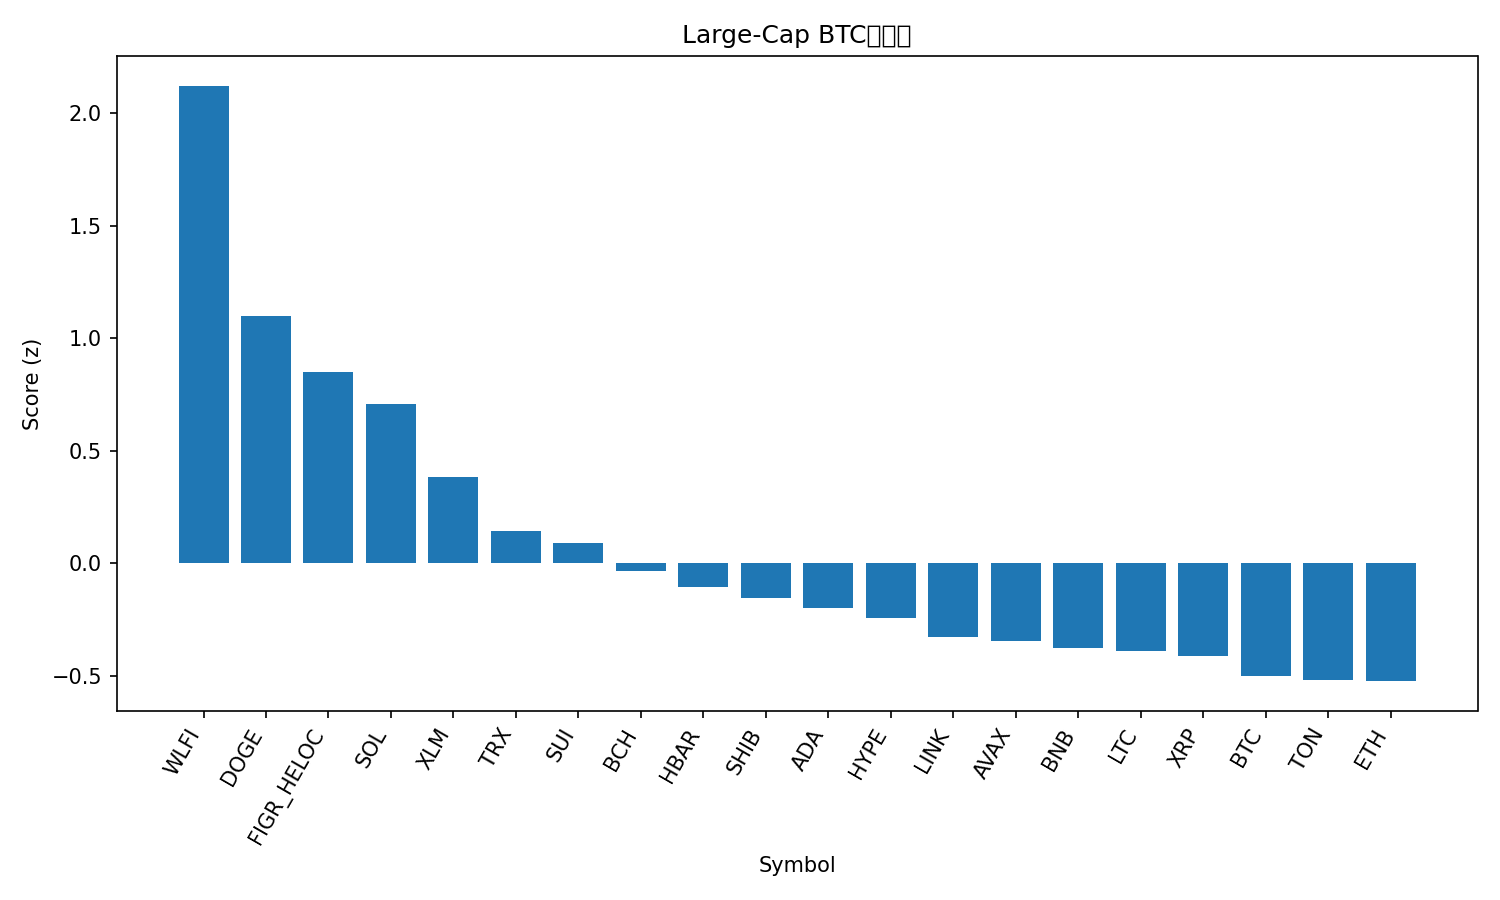 Large-Cap BTC
2.0
1.5
1.0
0.5
0.0
−0.5
Score (z)
WLFI
DOGE
FIGR_HELOC
SOL
XLM
TRX
SUI
BCH
HBAR
SHIB
ADA
HYPE
LINK
AVAX
BNB
LTC
XRP
BTC
TON
ETH
Symbol